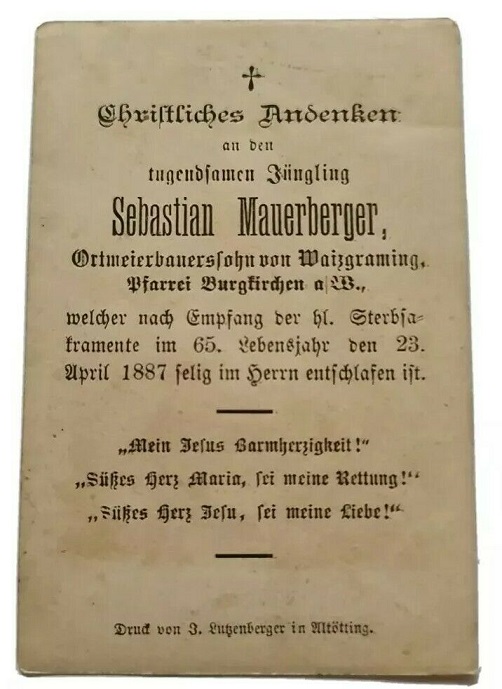 Christliches Andenken
an den
tugendsamen Jüngling
Sebastian Mauerberger,
Ortmeierbauerssohn von Waizgraming,
Pfarrei Burgkirchen a/W.,
welcher nach Empfang der hl. Sterbsa-
kramente im 65. Lebensjahr den 23.
April 1887 selig im Herrn entschlafen ist.
„Mein Jesus Barmherzigkeit!“
„Süßes Herz Maria, sei meine Rettung!“
„Süßes Herz Jesu, sei meine Liebe!“
Druck von J. Lutzenberger in Altötting.